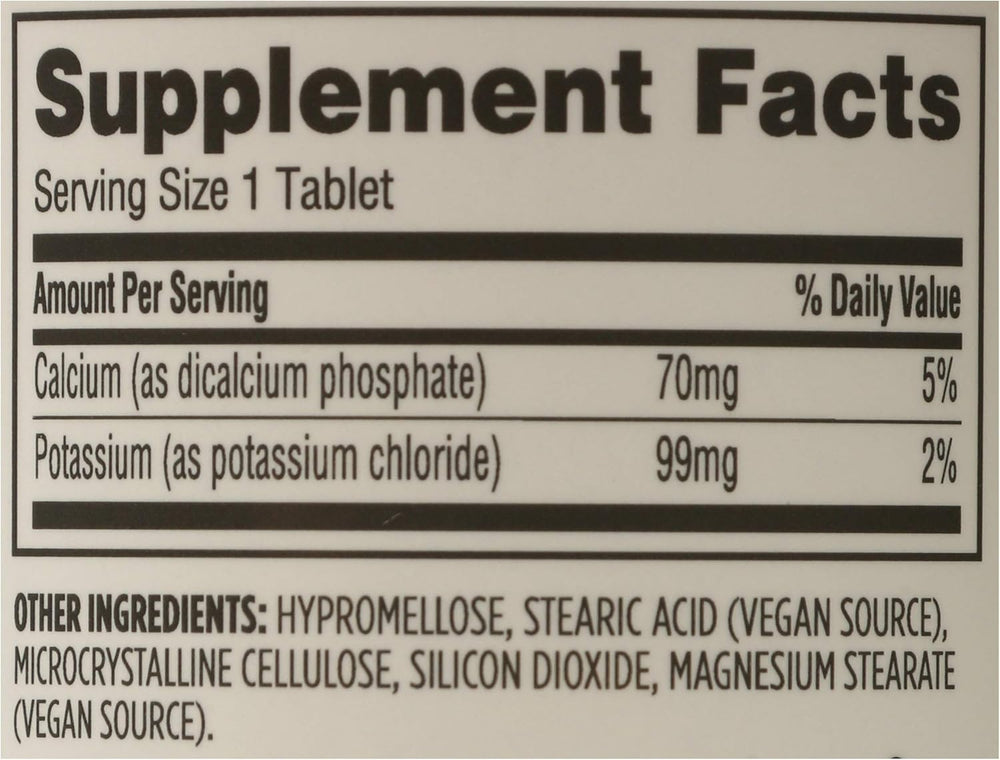 Supplement Facts
Serving Size 1 Tablet
Amount Per Serving % Daily Value
Calcium (as dicalcium phosphate) 70mg 5%
Potassium (as potassium chloride) 99mg 2%
OTHER INGREDIENTS: HYPROMELLOSE, STEARIC ACID (VEGAN SOURCE),
MICROCRYSTALLINE CELLULOSE, SILICON DIOXIDE, MAGNESIUM STEARATE
(VEGAN SOURCE).